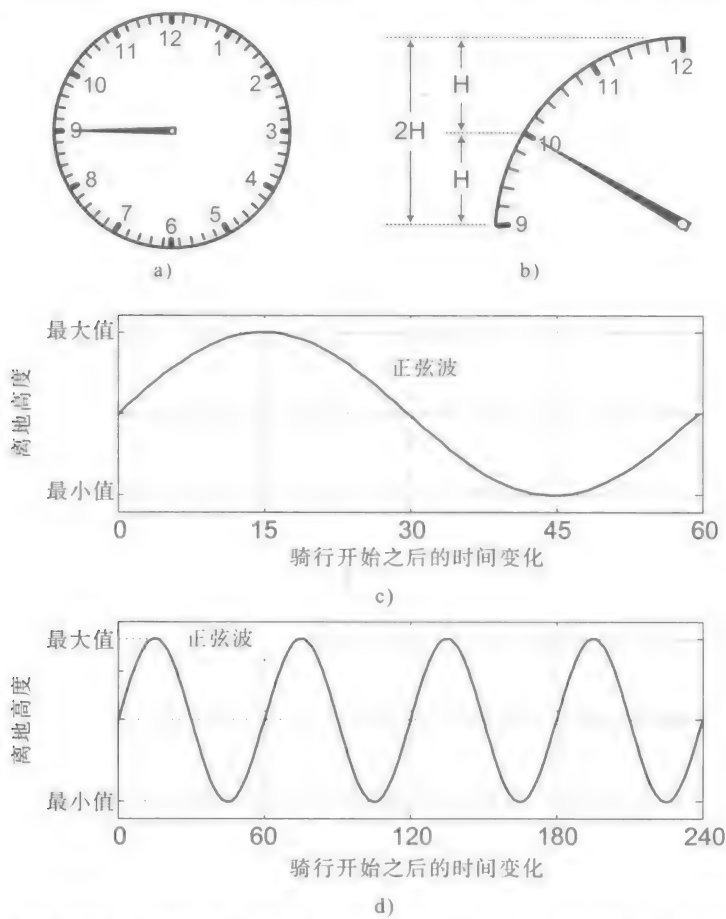 12
11
1
10
2
9
3
8
4
7
5
6
a)
12
11
H
2H
10
H
9
b)
离地高度
最大值
正弦波
最小值
0 15 30 45 60
骑行开始之后的时间变化
c)
离地高度
最大值
正弦波
最小值
0 60 120 180 240
骑行开始之后的时间变化
d)